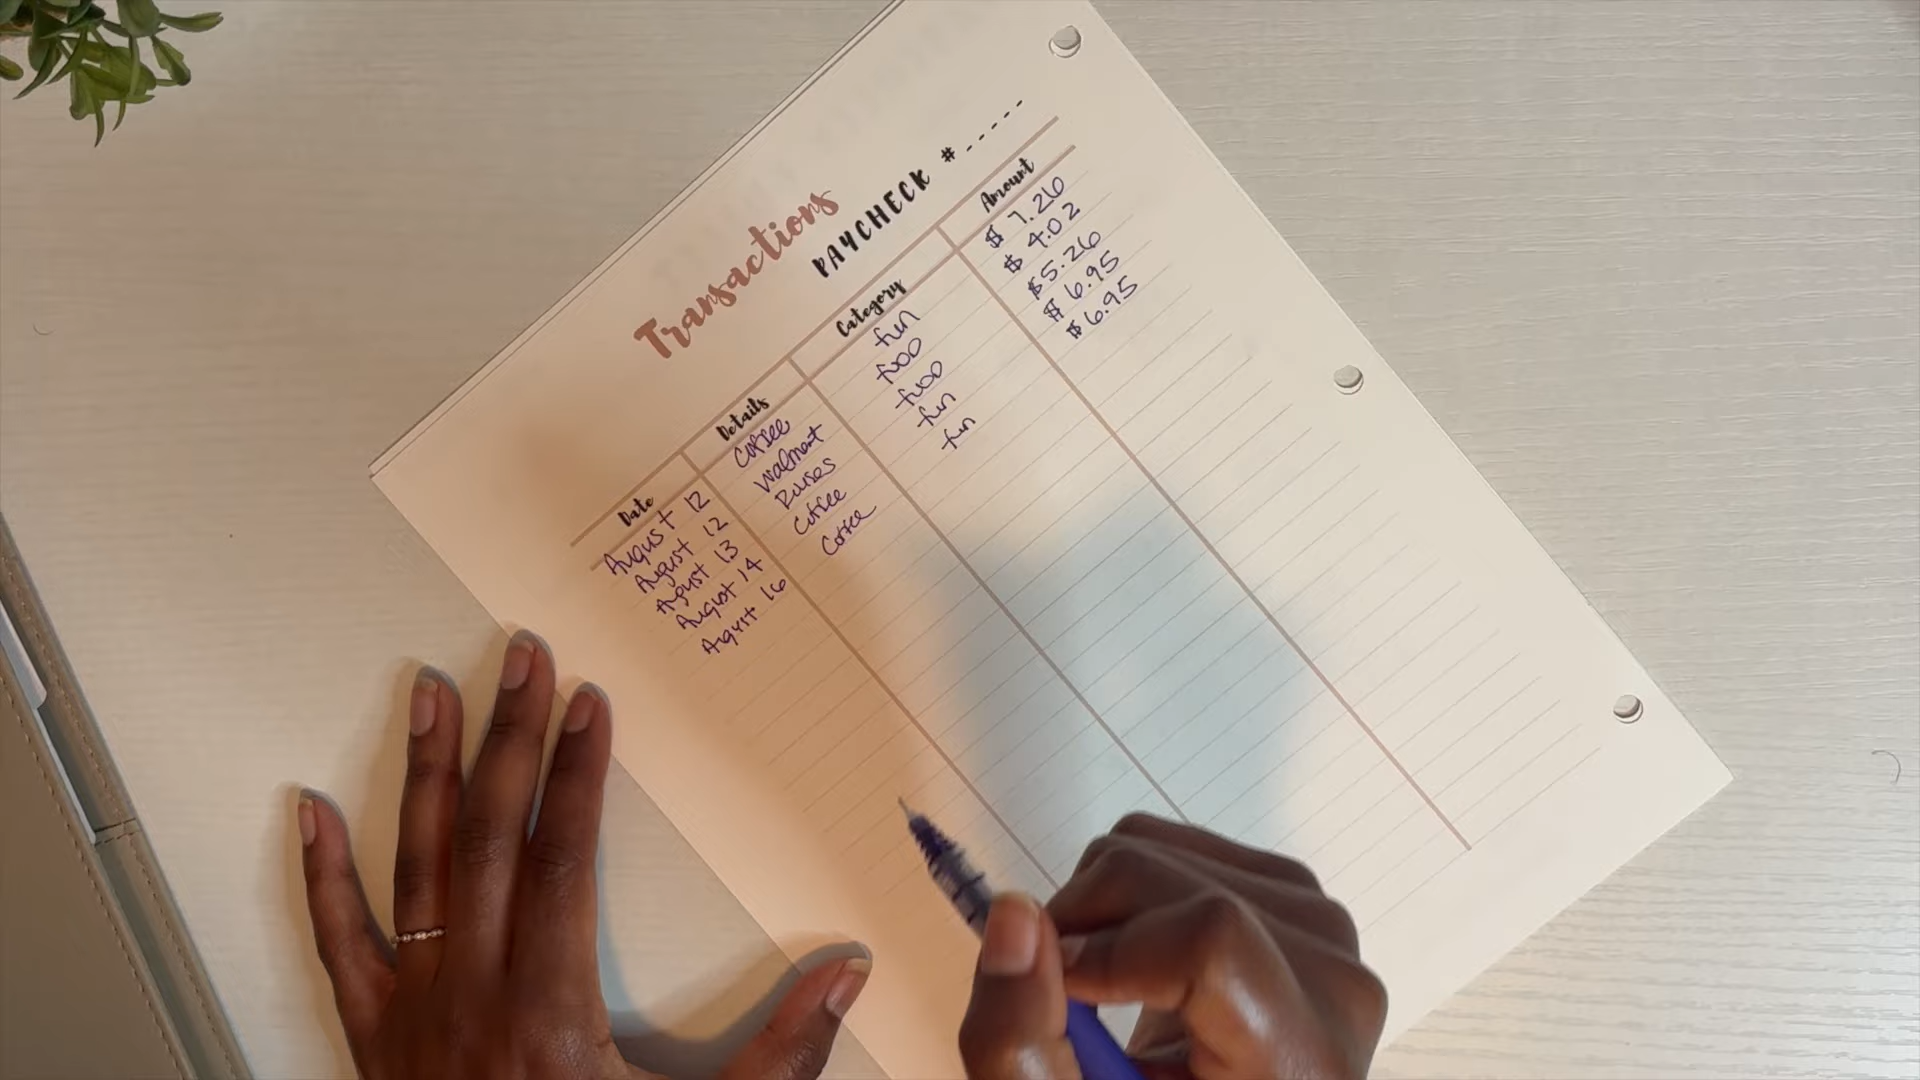 Transactions
PAYCHECK #-----
Date Details Category Amount
August 12 Coffee fun $7.26
August 12 Walmart food $4.02
August 13 food $5.26
August 14 Coffee fun $6.95
August 16 Coffee fun $6.95